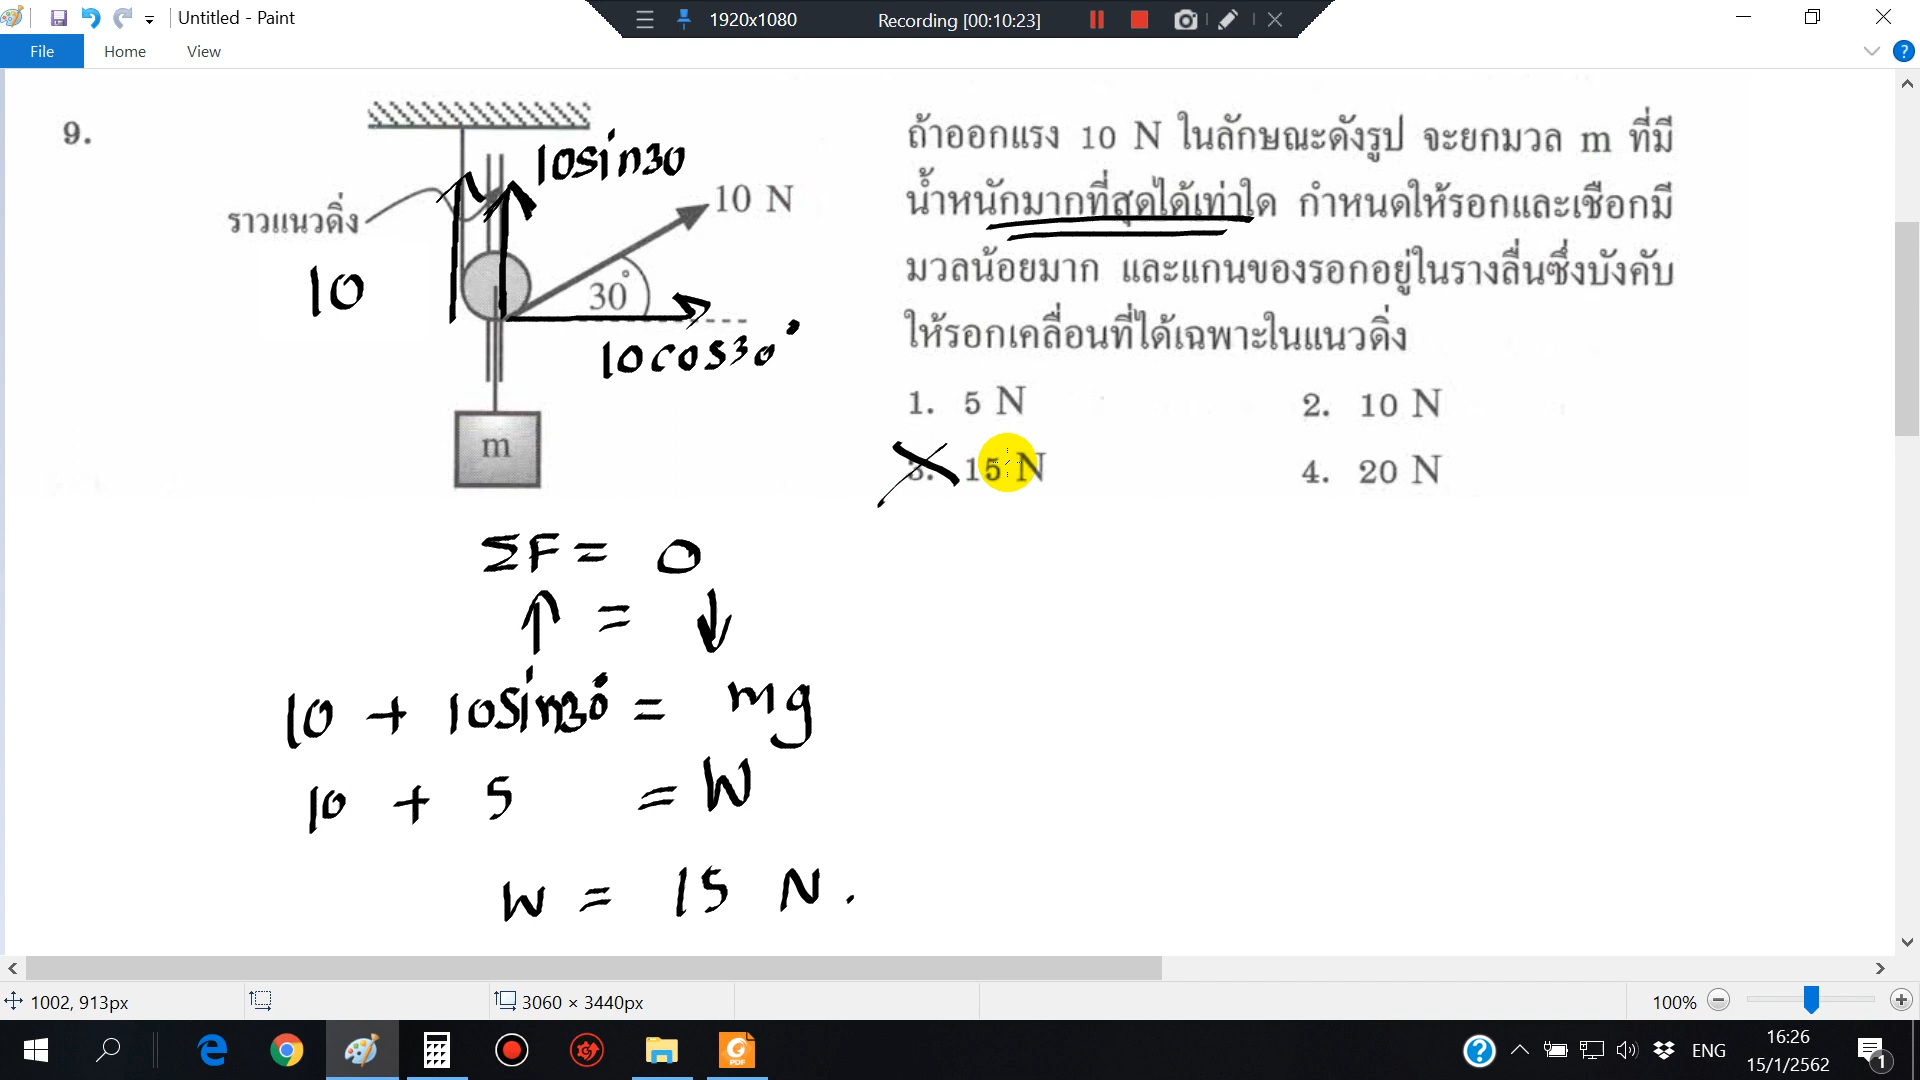 Untitled - Paint
1920x1080
Recording [00:10:23]
File
Home
View
9.
10sin30
10 N
ราวแนวดิ่ง
10
30°
10cos30°
m
ถ้าออกแรง 10 N ในลักษณะดังรูป จะยกมวล m ที่มี
น้ำหนักมากที่สุดได้เท่าใด กำหนดให้รอกและเชือกมี
มวลน้อยมาก และแกนของรอกอยู่ในรางลื่นซึ่งบังคับ
ให้รอกเคลื่อนที่ได้เฉพาะในแนวดิ่ง
1. 5 N
2. 10 N
3. 15 N
4. 20 N
ΣF = 0
↑ = ↓
10 + 10sin30° = mg
10 + 5 = W
W = 15 N.
1002, 913px
3060 × 3440px
100%
PDF
ENG
16:26
15/1/2562
1